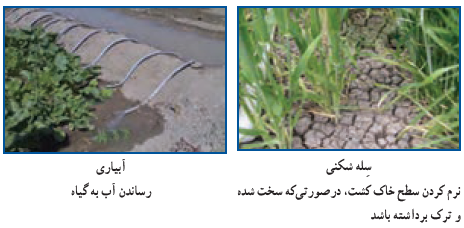 سِله شکنی
نرم کردن سطح خاک کشت، درصورتی‌که سخت شده
و ترک برداشته باشد
آبیاری
رساندن آب به گیاه